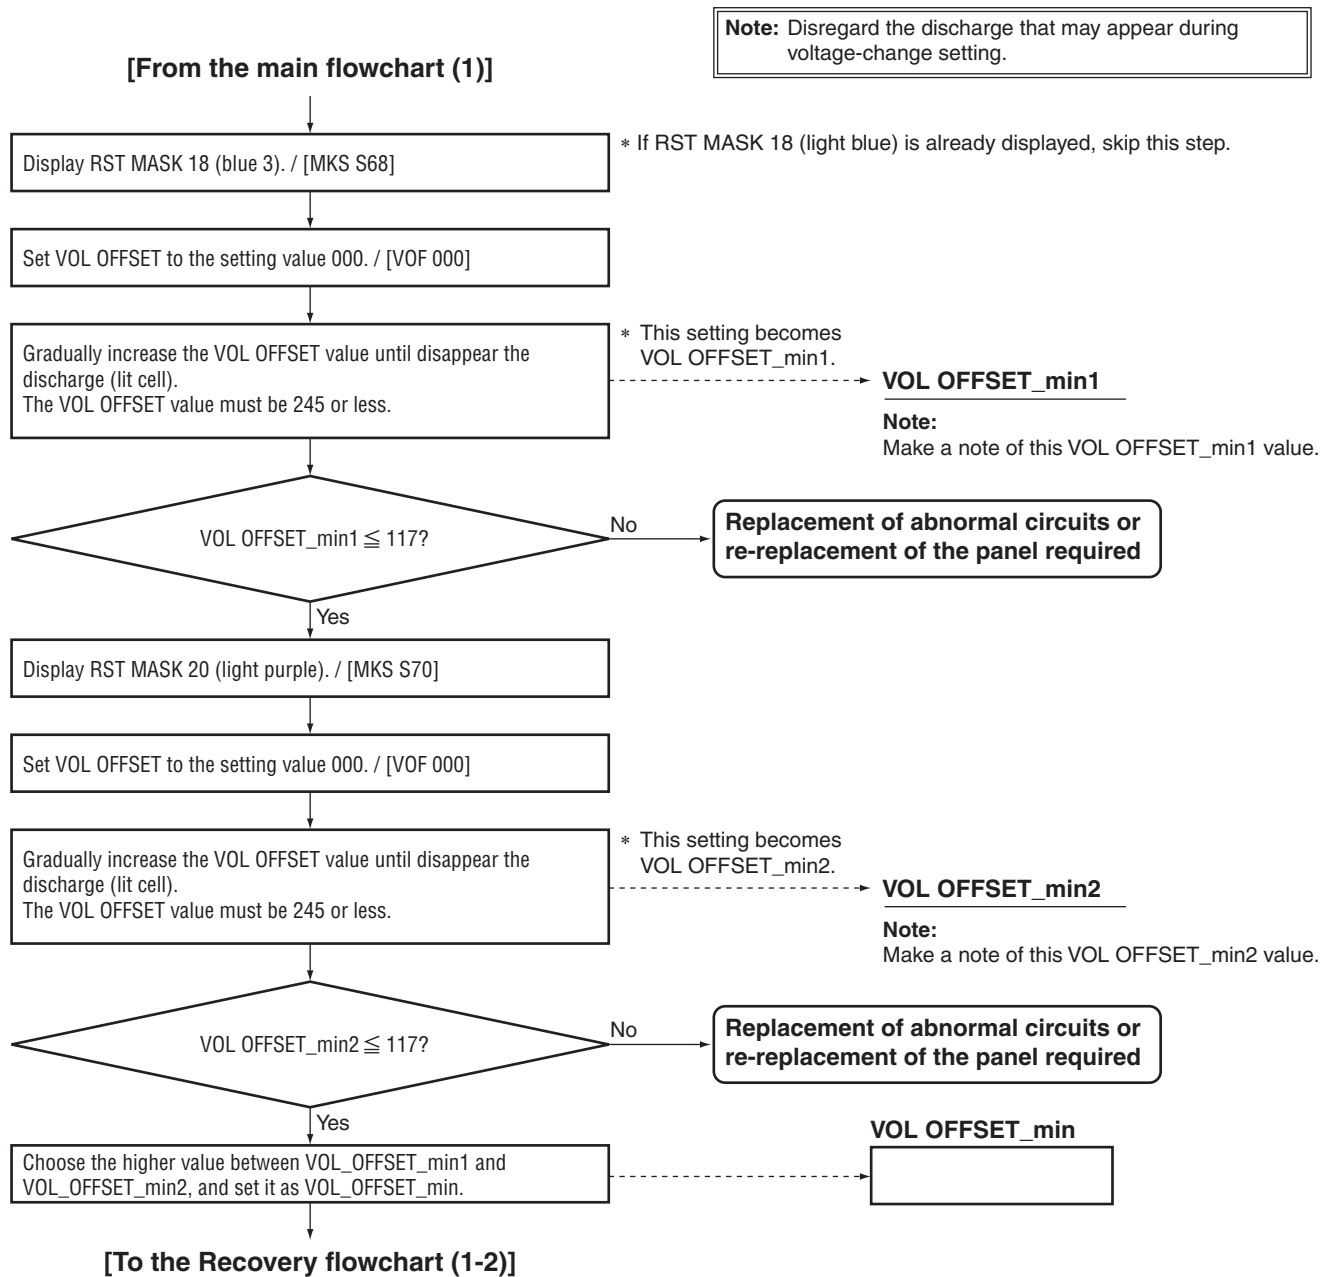 Note: Disregard the discharge that may appear during
voltage-change setting.
[From the main flowchart (1)]
Display RST MASK 18 (blue 3). / [MKS S68]
* If RST MASK 18 (light blue) is already displayed, skip this step.
Set VOL OFFSET to the setting value 000. / [VOF 000]
Gradually increase the VOL OFFSET value until disappear the
discharge (lit cell).
The VOL OFFSET value must be 245 or less.
* This setting becomes
VOL OFFSET_min1.
VOL OFFSET_min1
Note:
Make a note of this VOL OFFSET_min1 value.
VOL OFFSET_min1 ≦ 117?
No
Replacement of abnormal circuits or
re-replacement of the panel required
Yes
Display RST MASK 20 (light purple). / [MKS S70]
Set VOL OFFSET to the setting value 000. / [VOF 000]
Gradually increase the VOL OFFSET value until disappear the
discharge (lit cell).
The VOL OFFSET value must be 245 or less.
* This setting becomes
VOL OFFSET_min2.
VOL OFFSET_min2
Note:
Make a note of this VOL OFFSET_min2 value.
VOL OFFSET_min2 ≦ 117?
No
Replacement of abnormal circuits or
re-replacement of the panel required
Yes
Choose the higher value between VOL_OFFSET_min1 and
VOL_OFFSET_min2, and set it as VOL_OFFSET_min.
VOL OFFSET_min
[To the Recovery flowchart (1-2)]